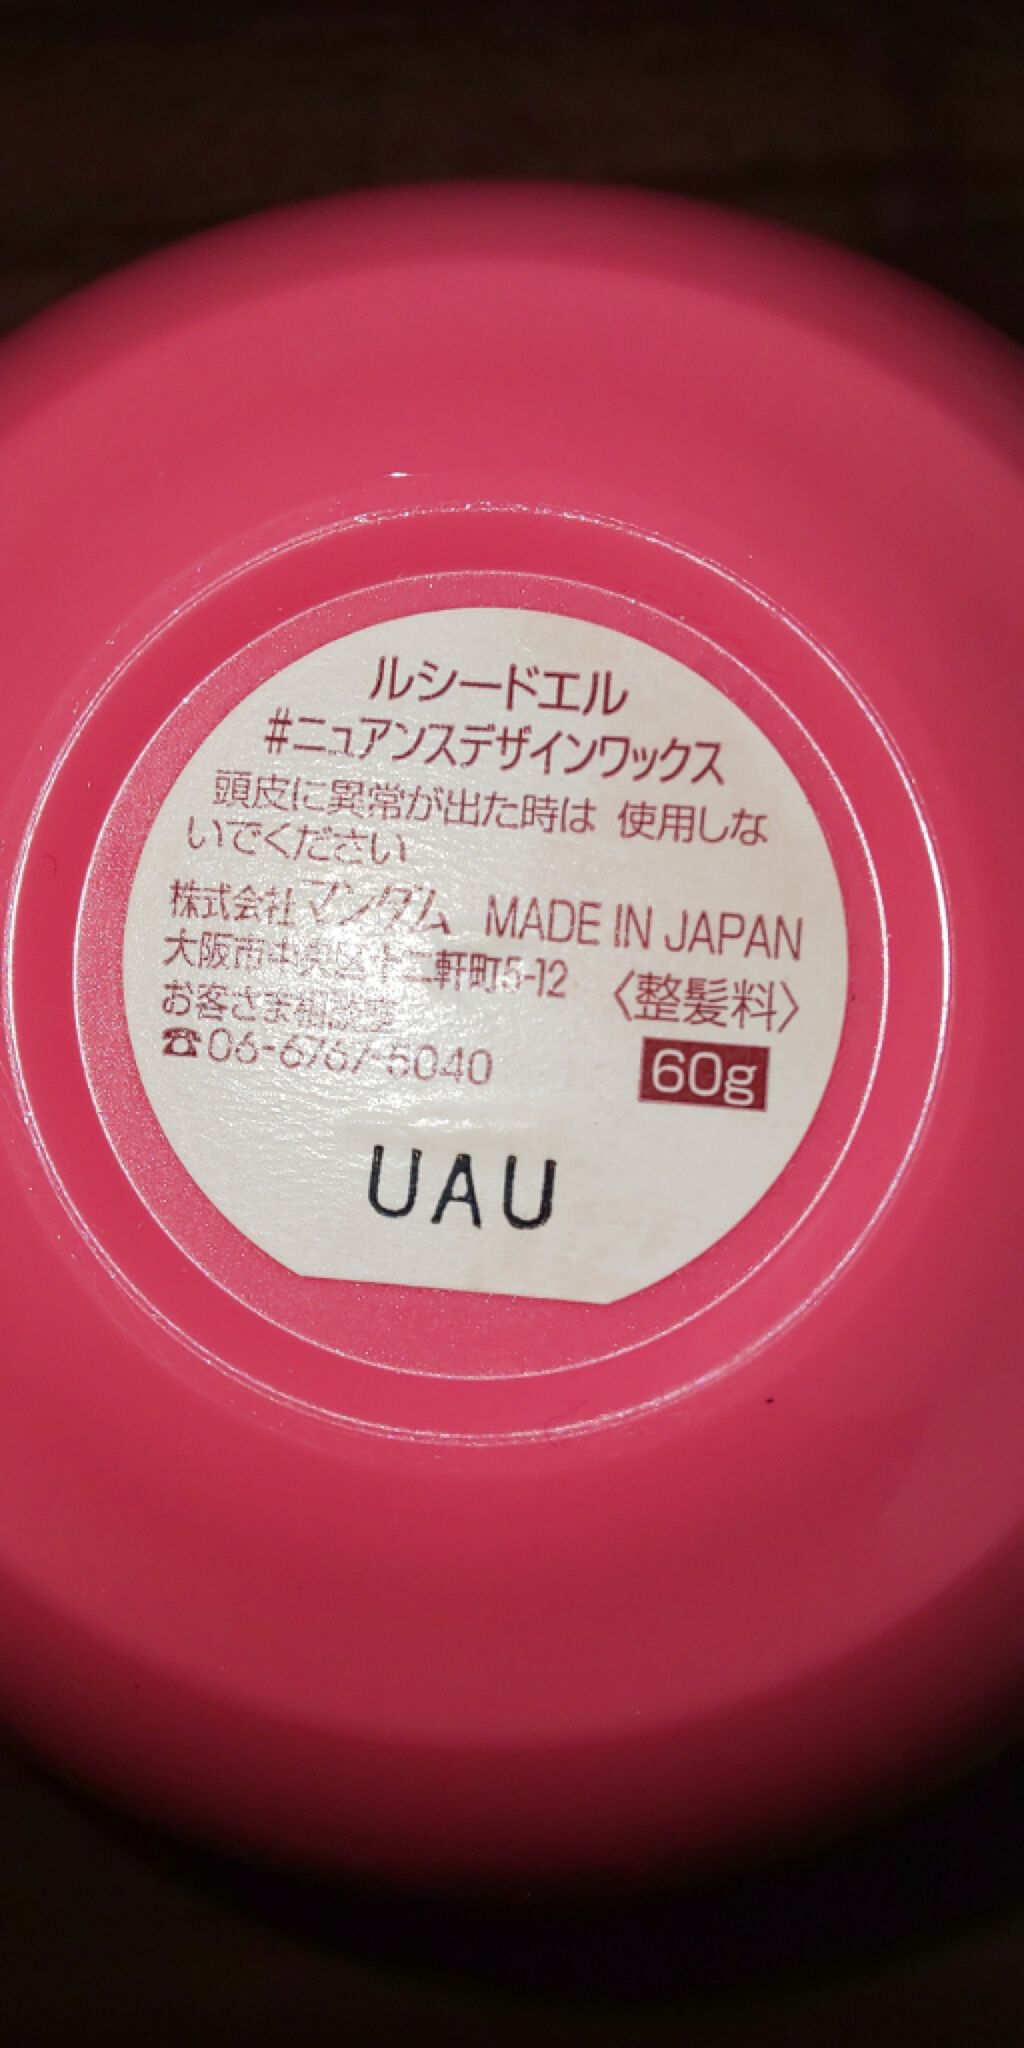 ルシードエル
#ニュアンスデザインワックス
頭皮に異常が出た時は 使用しな
いでください
株式会社マンダム MADE IN JAPAN
大阪市中央区十二軒町5-12 〈整髪料〉
お客さま相談室
☎06-6767-5040 60g
UAU